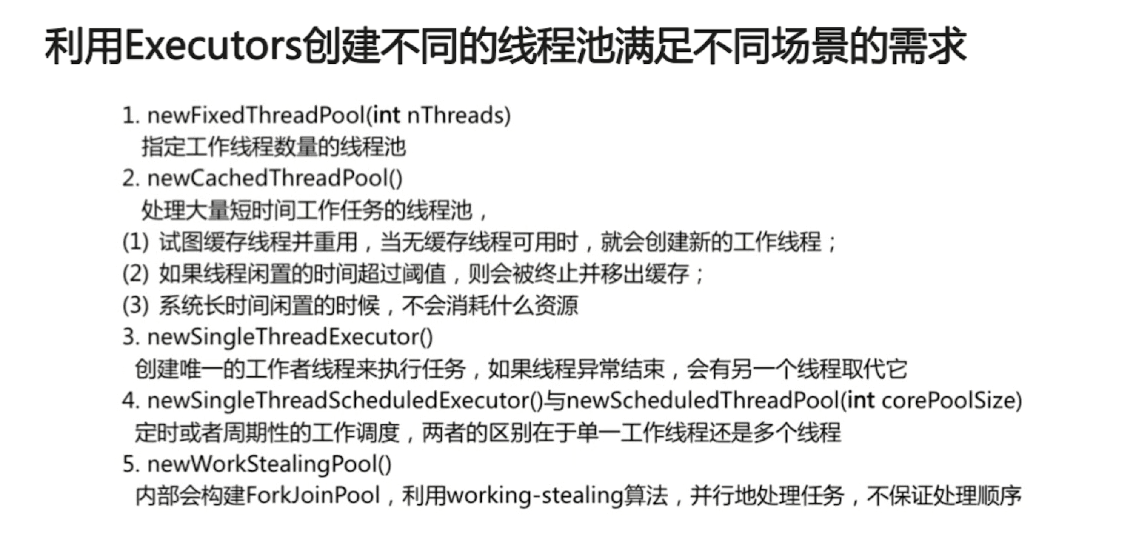 利用Executors创建不同的线程池满足不同场景的需求
1. newFixedThreadPool(int nThreads)
指定工作线程数量的线程池
2. newCachedThreadPool()
处理大量短时间工作任务的线程池，
(1) 试图缓存线程并重用，当无缓存线程可用时，就会创建新的工作线程；
(2) 如果线程闲置的时间超过阈值，则会被终止并移出缓存；
(3) 系统长时间闲置的时候，不会消耗什么资源
3. newSingleThreadExecutor()
创建唯一的工作者线程来执行任务，如果线程异常结束，会有另一个线程取代它
4. newSingleThreadScheduledExecutor()与newScheduledThreadPool(int corePoolSize)
定时或者周期性的工作调度，两者的区别在于单一工作线程还是多个线程
5. newWorkStealingPool()
内部会构建ForkJoinPool，利用working-stealing算法，并行地处理任务，不保证处理顺序